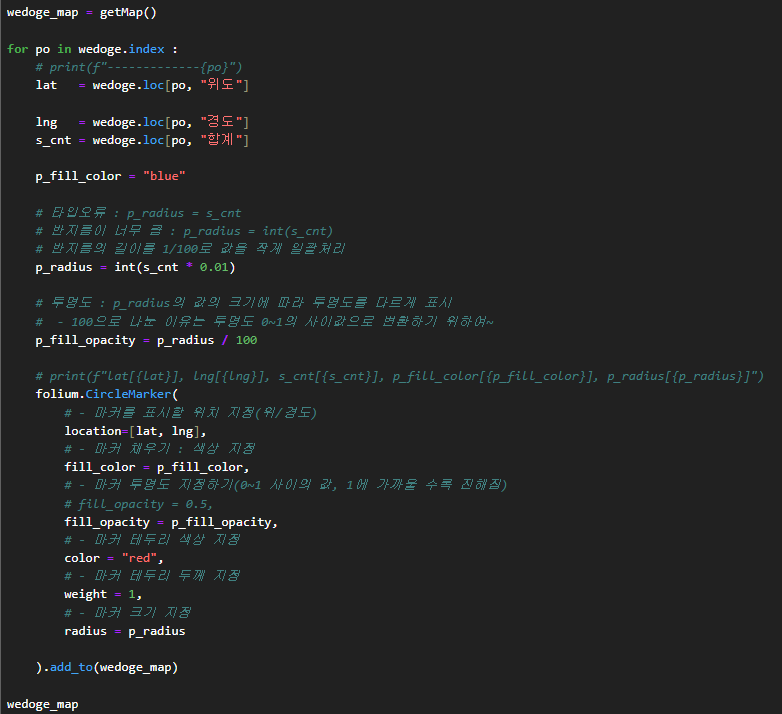 wedoge_map = getMap()
for po in wedoge.index :
# print(f"-------------{po}")
lat = wedoge.loc[po, "위도"]
lng = wedoge.loc[po, "경도"]
s_cnt = wedoge.loc[po, "합계"]
p_fill_color = "blue"
# 타입오류 : p_radius = s_cnt
# 반지름이 너무 큼 : p_radius = int(s_cnt)
# 반지름의 길이를 1/100로 값을 작게 일괄처리
p_radius = int(s_cnt * 0.01)
# 투명도 : p_radius의 값의 크기에 따라 투명도를 다르게 표시
# - 100으로 나눈 이유는 투명도 0~1의 사이값으로 변환하기 위하여~
p_fill_opacity = p_radius / 100
# print(f"lat[{lat}], lng[{lng}], s_cnt[{s_cnt}], p_fill_color[{p_fill_color}], p_radius[{p_radius}]")
folium.CircleMarker(
# - 마커를 표시할 위치 지정(위/경도)
location=[lat, lng],
# - 마커 채우기 : 색상 지정
fill_color = p_fill_color,
# - 마커 투명도 지정하기(0~1 사이의 값, 1에 가까울 수록 진해짐)
# fill_opacity = 0.5,
fill_opacity = p_fill_opacity,
# - 마커 테두리 색상 지정
color = "red",
# - 마커 테두리 두께 지정
weight = 1,
# - 마커 크기 지정
radius = p_radius
).add_to(wedoge_map)
wedoge_map